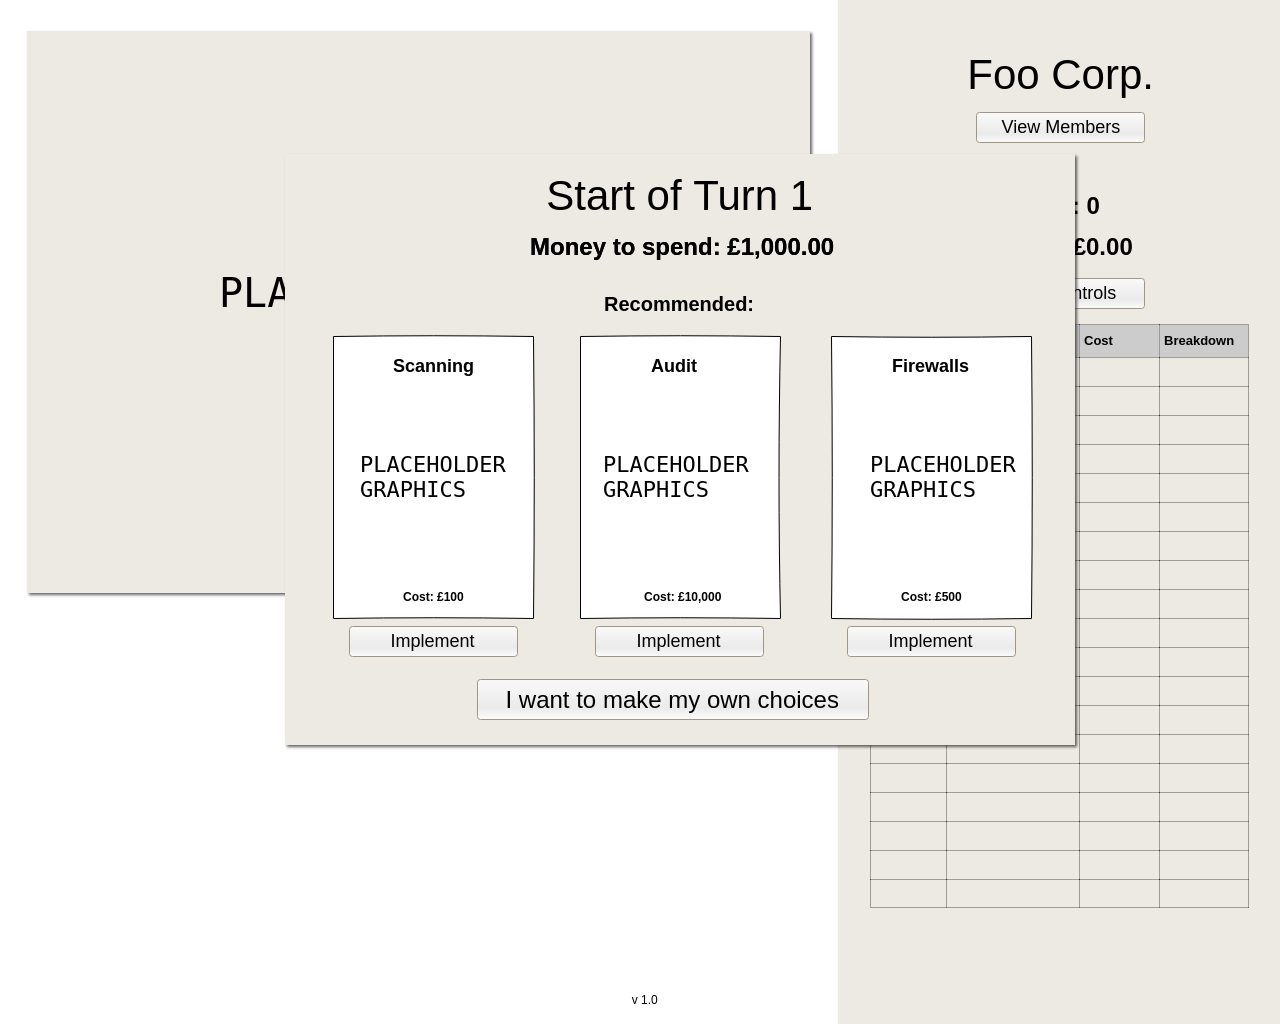 Foo Corp.
View Members
: 0
£0.00
ntrols
Cost Breakdown
PLA
Start of Turn 1
Money to spend: £1,000.00
Recommended:
Scanning
PLACEHOLDER
GRAPHICS
Cost: £100
Implement
Audit
PLACEHOLDER
GRAPHICS
Cost: £10,000
Implement
Firewalls
PLACEHOLDER
GRAPHICS
Cost: £500
Implement
I want to make my own choices
v 1.0